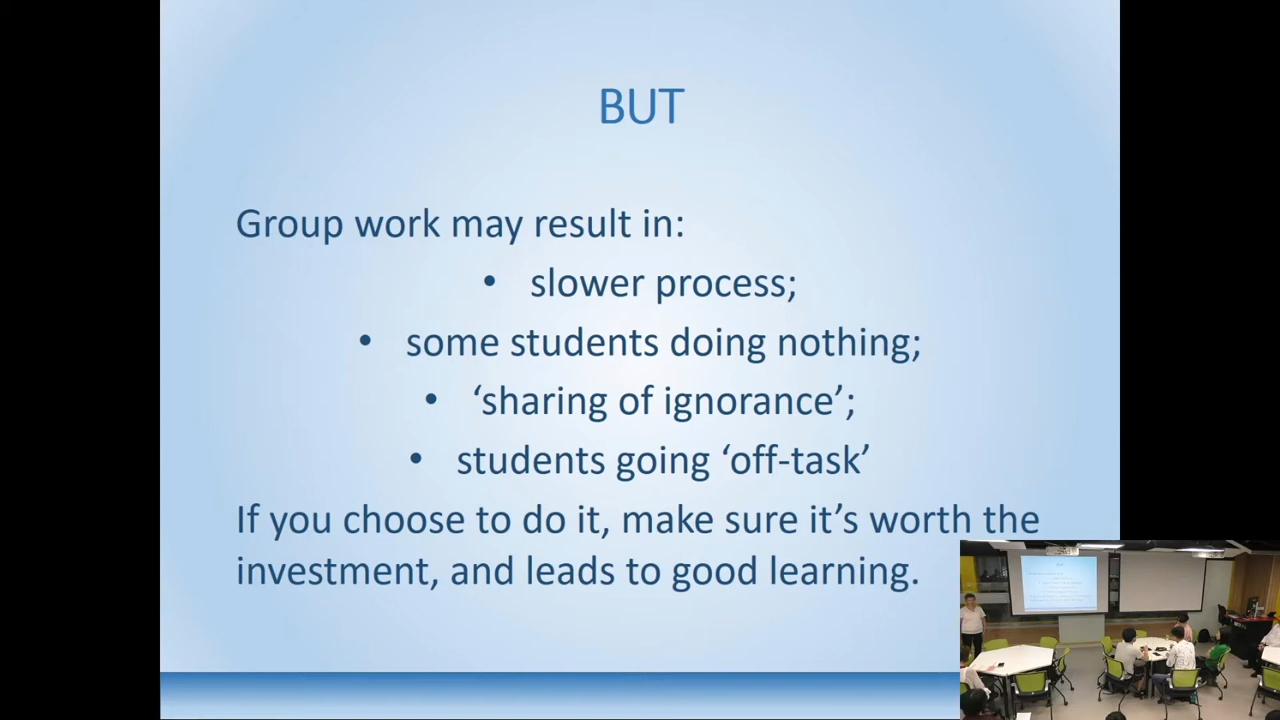 BUT
Group work may result in:
• slower process;
• some students doing nothing;
• ‘sharing of ignorance’;
• students going ‘off-task’
If you choose to do it, make sure it’s worth the
investment, and leads to good learning.